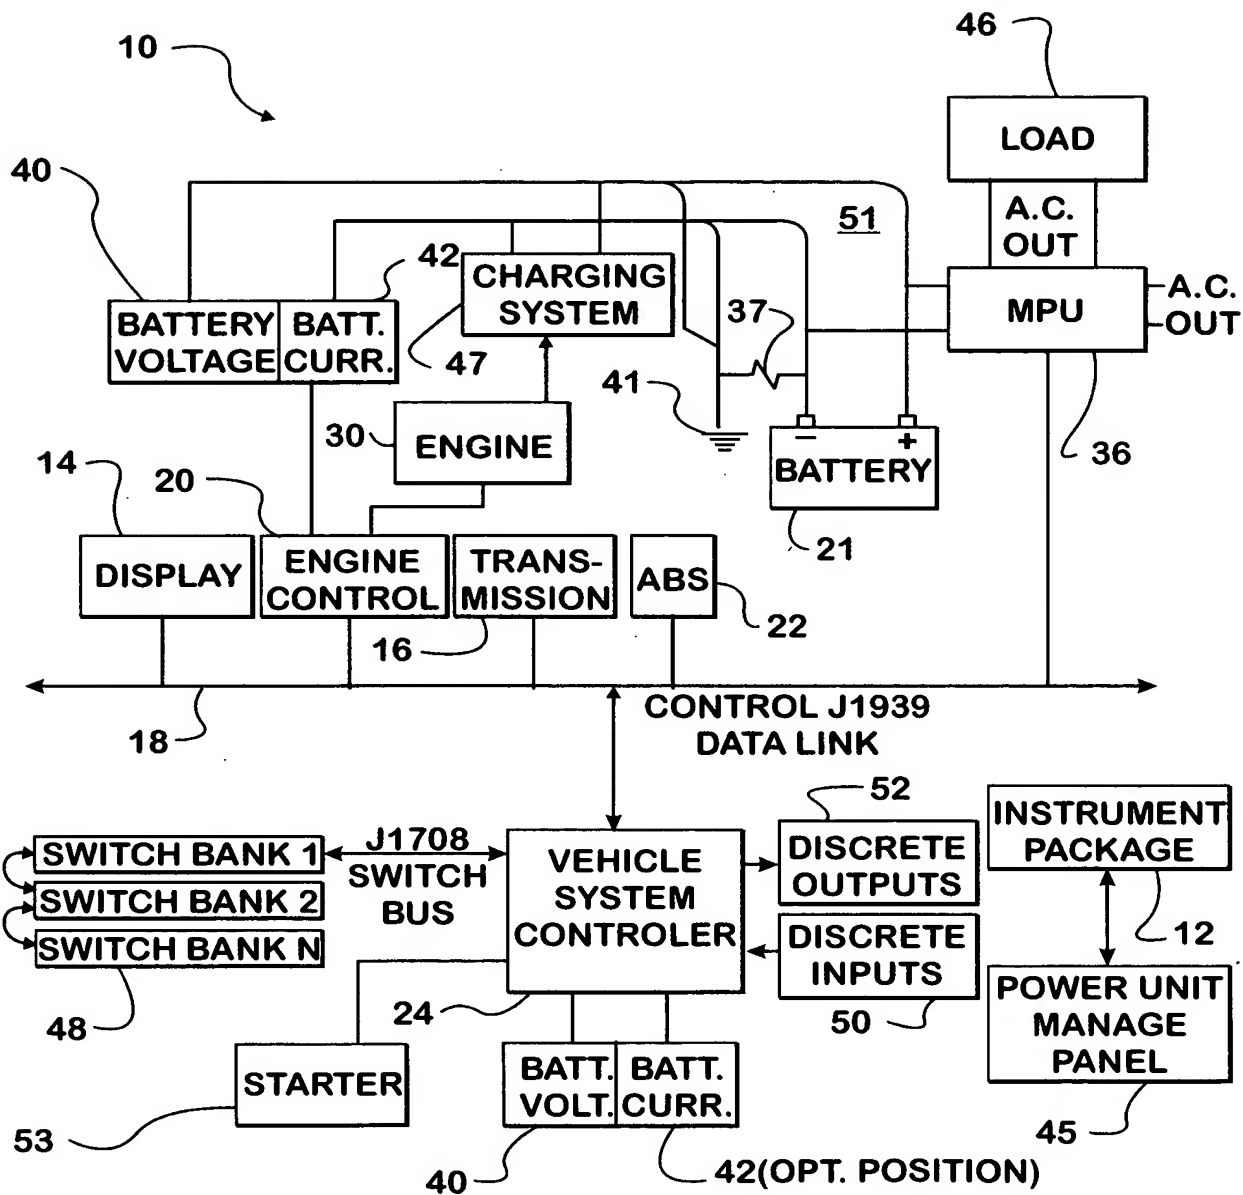 10
46
LOAD
40
A.C.
OUT
51
42
CHARGING
SYSTEM
47
37
MPU
A.C.
OUT
BATTERY
VOLTAGE
BATT.
CURR.
41
36
30
ENGINE
- +
BATTERY
21
14
20
DISPLAY
ENGINE
CONTROL
TRANS-
MISSION
ABS
16
22
18
CONTROL J1939
DATA LINK
52
SWITCH BANK 1
SWITCH BANK 2
SWITCH BANK N
48
J1708
SWITCH
BUS
VEHICLE
SYSTEM
CONTROLER
DISCRETE
OUTPUTS
DISCRETE
INPUTS
50
INSTRUMENT
PACKAGE
12
POWER UNIT
MANAGE
PANEL
45
24
STARTER
53
BATT.
VOLT.
BATT.
CURR.
40
42(OPT. POSITION)